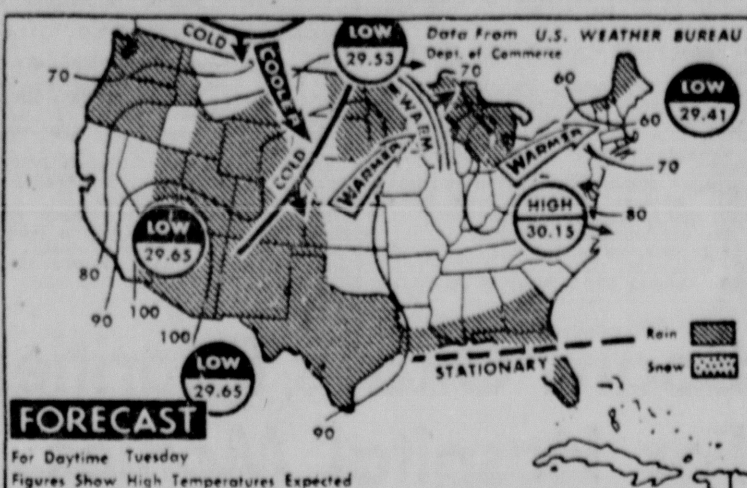 COLD
LOW
29.53
Data From U.S. WEATHER BUREAU
Dept. of Commerce
70
COOLER
70
60
LOW
29.41
WARM
60
COLD
WARMER
WARMER
70
HIGH
30.15
80
LOW
29.65
80
90
100
100
Rain
STATIONARY
Snow
LOW
29.65
90
FORECAST
For Daytime Tuesday
Figures Show High Temperatures Expected